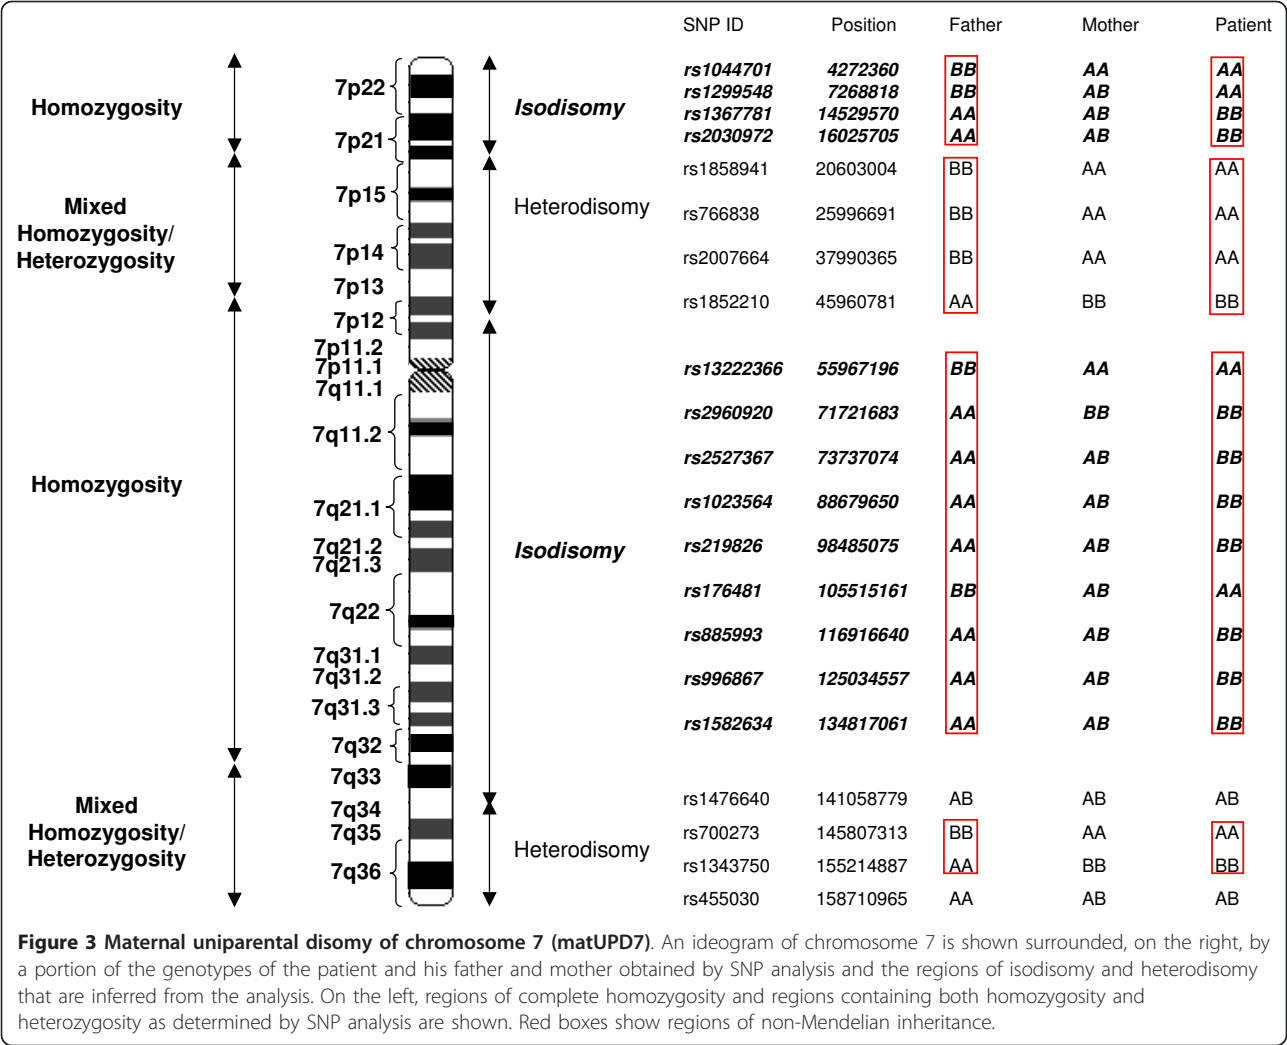 SNP ID Position Father Mother Patient
rs1044701 4272360 BB AA AA
rs1299548 7268818 BB AB AA
rs1367781 14529570 AA AB BB
rs2030972 16025705 AA AB BB
rs1858941 20603004 BB AA AA
rs766838 25996691 BB AA AA
rs2007664 37990365 BB AA AA
rs1852210 45960781 AA BB BB
rs13222366 55967196 BB AA AA
rs2960920 71721683 AA BB BB
rs2527367 73737074 AA AB BB
rs1023564 88679650 AA AB BB
rs219826 98485075 AA AB BB
rs176481 105515161 BB AB AA
rs885993 116916640 AA AB BB
rs996867 125034557 AA AB BB
rs1582634 134817061 AA AB BB
rs1476640 141058779 AB AB AB
rs700273 145807313 BB AA AA
rs1343750 155214887 AA BB BB
rs455030 158710965 AA AB AB
Homozygosity
Mixed
Homozygosity/
Heterozygosity
Homozygosity
Mixed
Homozygosity/
Heterozygosity
7p22
7p21
7p15
7p14
7p13
7p12
7p11.2
7p11.1
7q11.1
7q11.2
7q21.1
7q21.2
7q21.3
7q22
7q31.1
7q31.2
7q31.3
7q32
7q33
7q34
7q35
7q36
Isodisomy
Heterodisomy
Isodisomy
Heterodisomy
Figure 3 Maternal uniparental disomy of chromosome 7 (matUPD7). An ideogram of chromosome 7 is shown surrounded, on the right, by
a portion of the genotypes of the patient and his father and mother obtained by SNP analysis and the regions of isodisomy and heterodisomy
that are inferred from the analysis. On the left, regions of complete homozygosity and regions containing both homozygosity and
heterozygosity as determined by SNP analysis are shown. Red boxes show regions of non-Mendelian inheritance.